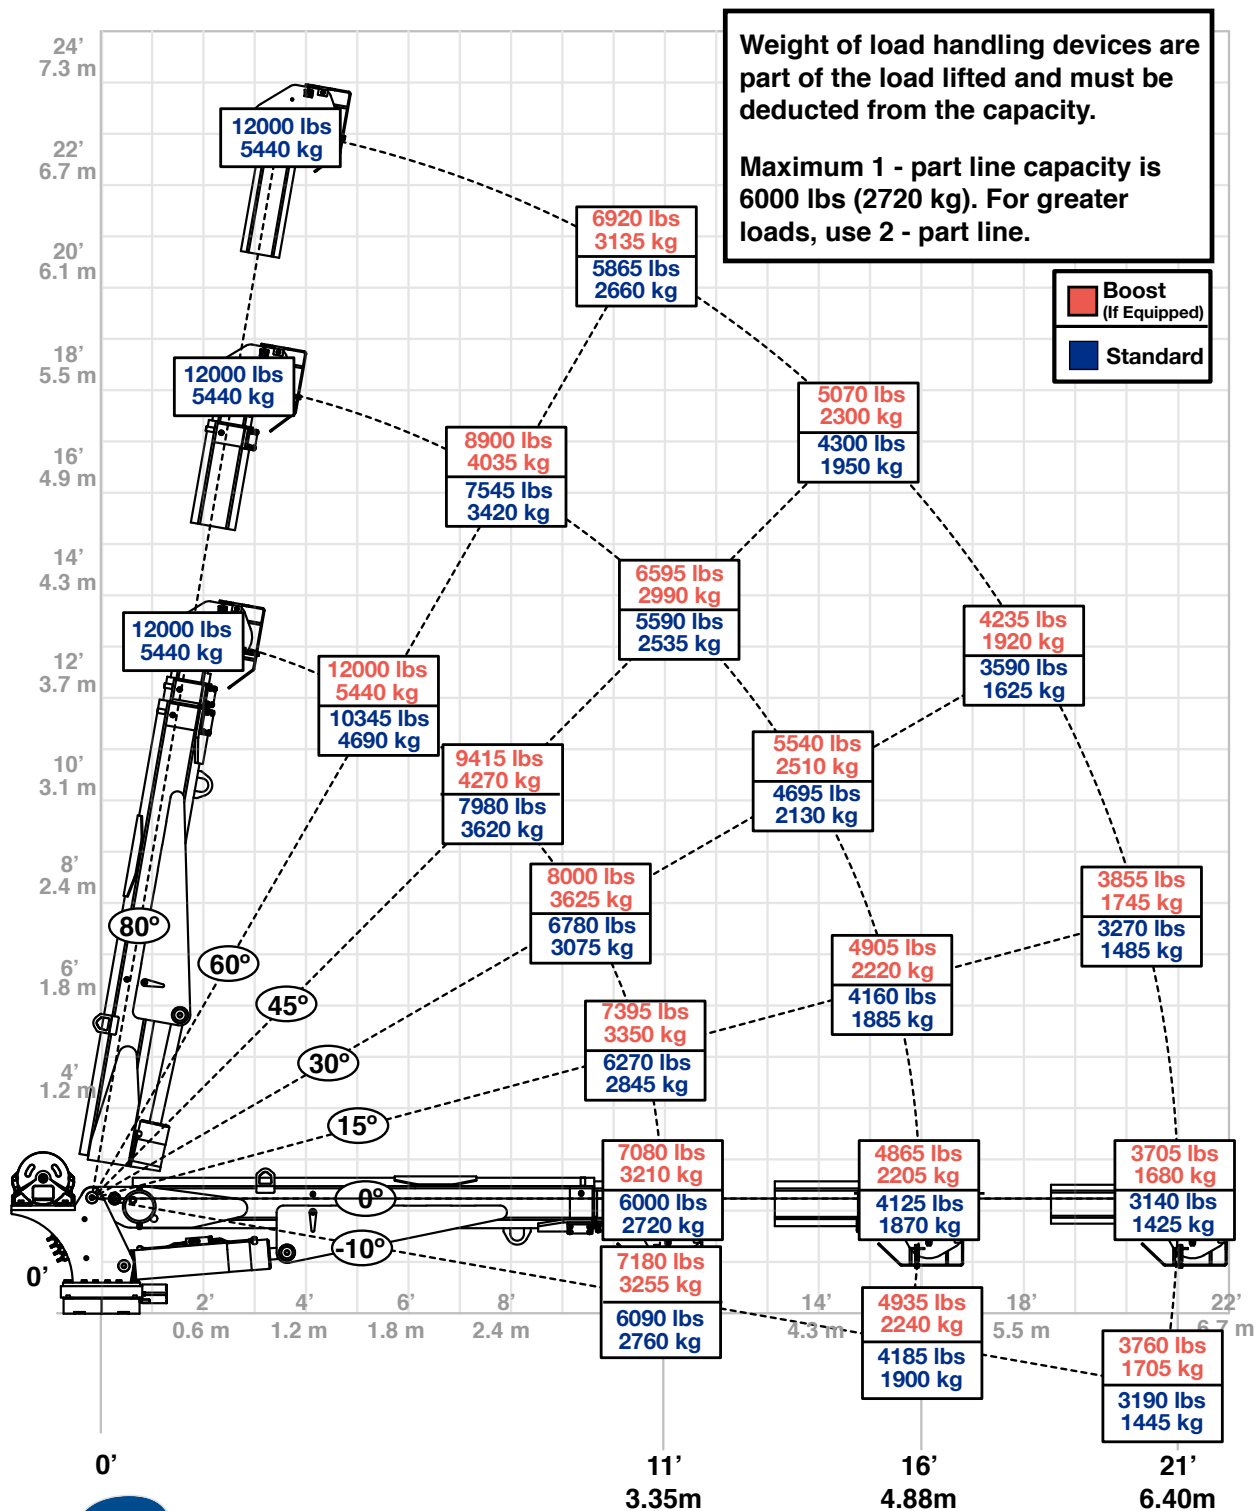 24’
7.3 m
22’
6.7 m
20’
6.1 m
18’
5.5 m
16’
4.9 m
14’
4.3 m
12’
3.7 m
10’
3.1 m
8’
2.4 m
6’
1.8 m
4’
1.2 m
0’
Weight of load handling devices are
part of the load lifted and must be
deducted from the capacity.
Maximum 1 - part line capacity is
6000 lbs (2720 kg). For greater
loads, use 2 - part line.
Boost
(If Equipped)
Standard
12000 lbs
5440 kg
6920 lbs
3135 kg
5865 lbs
2660 kg
12000 lbs
5440 kg
5070 lbs
2300 kg
4300 lbs
1950 kg
8900 lbs
4035 kg
7545 lbs
3420 kg
6595 lbs
2990 kg
5590 lbs
2535 kg
12000 lbs
5440 kg
4235 lbs
1920 kg
3590 lbs
1625 kg
12000 lbs
5440 kg
10345 lbs
4690 kg
9415 lbs
4270 kg
7980 lbs
3620 kg
5540 lbs
2510 kg
4695 lbs
2130 kg
8000 lbs
3625 kg
6780 lbs
3075 kg
3855 lbs
1745 kg
3270 lbs
1485 kg
4905 lbs
2220 kg
4160 lbs
1885 kg
7395 lbs
3350 kg
6270 lbs
2845 kg
80º
60º
45º
30º
15º
0º
-10º
7080 lbs
3210 kg
6000 lbs
2720 kg
4865 lbs
2205 kg
4125 lbs
1870 kg
3705 lbs
1680 kg
3140 lbs
1425 kg
7180 lbs
3255 kg
6090 lbs
2760 kg
4935 lbs
2240 kg
4185 lbs
1900 kg
3760 lbs
1705 kg
3190 lbs
1445 kg
2’
0.6 m
4’
1.2 m
6’
1.8 m
8’
2.4 m
14’
4.3 m
18’
5.5 m
22’
6.7 m
0’
11’
3.35m
16’
4.88m
21’
6.40m